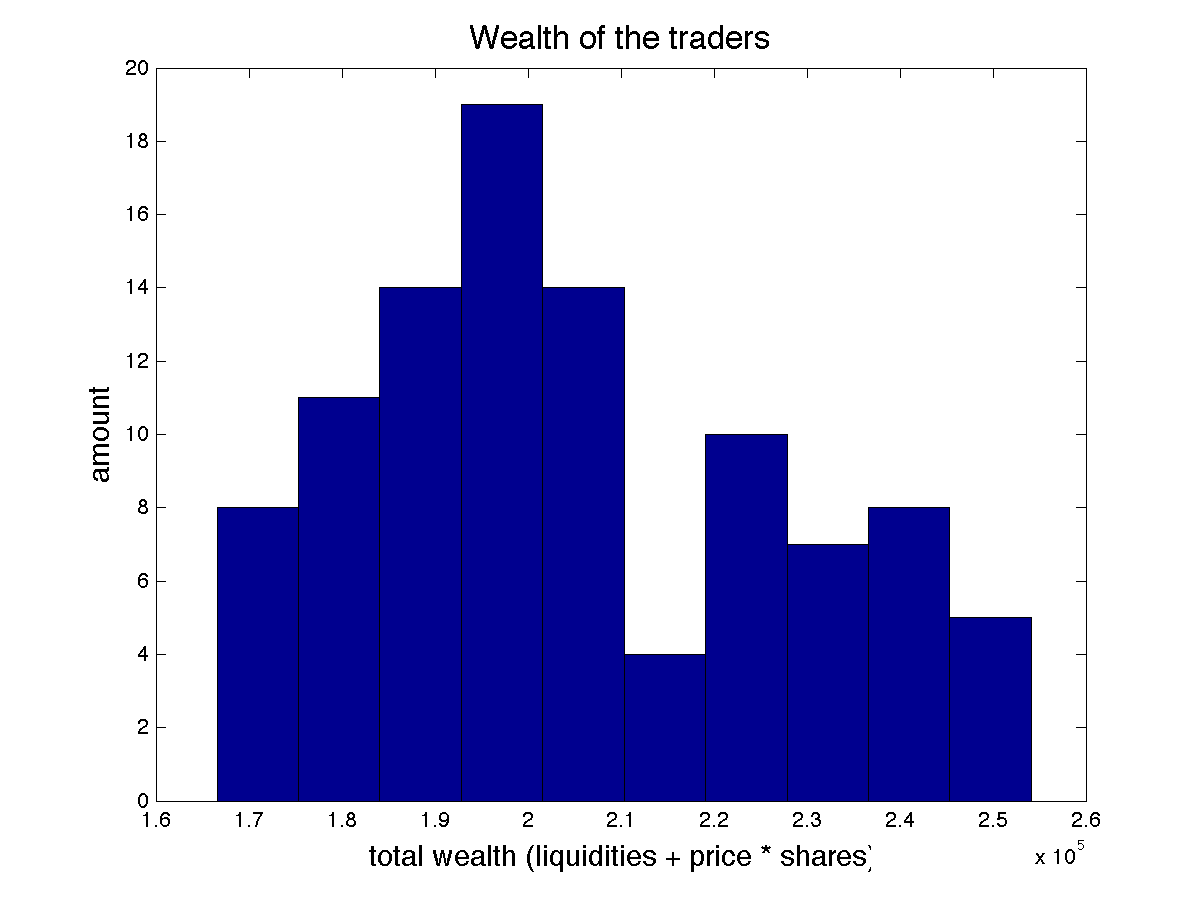 Wealth of the traders
20
18
16
14
12
10
8
6
4
2
0
amount
1.6 1.7 1.8 1.9 2 2.1 2.2 2.3 2.4 2.5 2.6
total wealth (liquidities + price * shares)
x 10^5